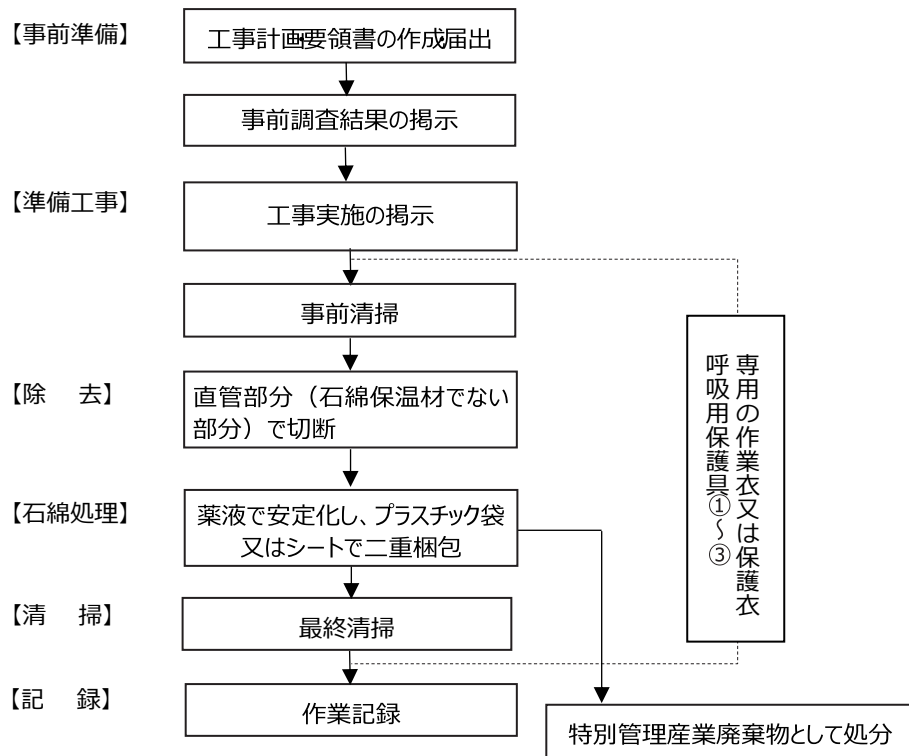 【事前準備】
工事計画・要領書の作成・届出
事前調査結果の掲示
【準備工事】
工事実施の掲示
事前清掃
【除　去】
直管部分（石綿保温材でない
部分）で切断
【石綿処理】
薬液で安定化し、プラスチック袋
又はシートで二重梱包
【清　掃】
最終清掃
【記　録】
作業記録
専用の作業衣又は保護衣
呼吸用保護具①～③
特別管理産業廃棄物として処分